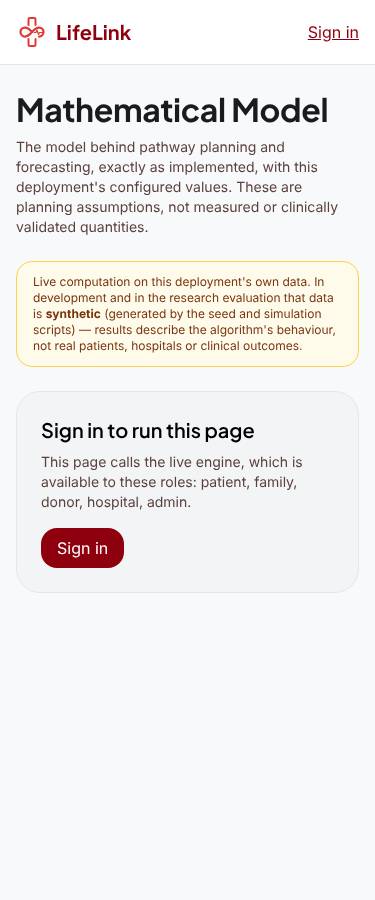 LifeLink
Sign in
Mathematical Model
The model behind pathway planning and
forecasting, exactly as implemented, with this
deployment's configured values. These are
planning assumptions, not measured or clinically
validated quantities.
Live computation on this deployment's own data. In
development and in the research evaluation that data
is synthetic (generated by the seed and simulation
scripts) — results describe the algorithm's behaviour,
not real patients, hospitals or clinical outcomes.
Sign in to run this page
This page calls the live engine, which is
available to these roles: patient, family,
donor, hospital, admin.
Sign in